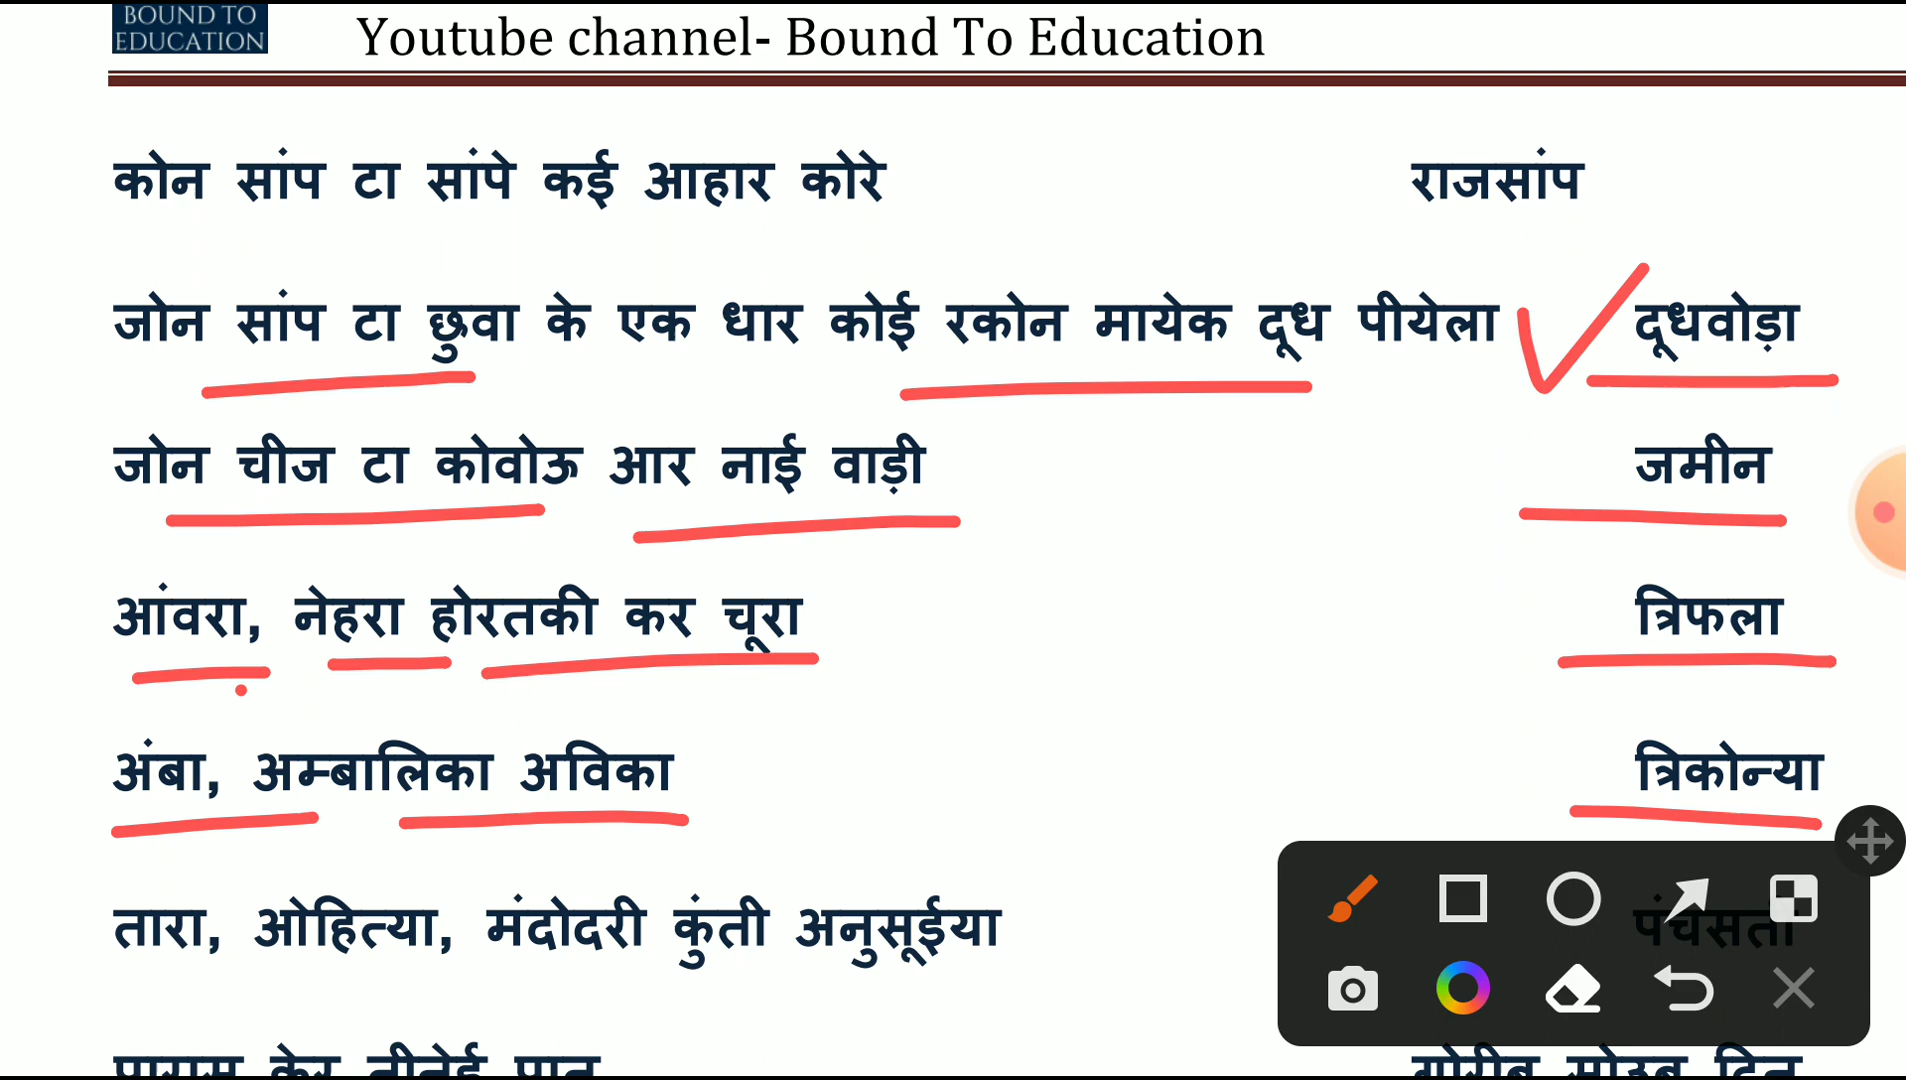 BOUND TO
EDUCATION
Youtube channel- Bound To Education
कोन सांप टा सांपे कई आहार कोरे राजसांप
जोन सांप टा छुवा के एक धार कोई रकोन मायेक दूध पीयेला दूधवोड़ा
जोन चीज टा कोवोऊ आर नाई वाड़ी जमीन
आंवरा, नेहरा होरतकी कर चूरा त्रिफला
अंबा, अम्बालिका अविका त्रिकोन्या
तारा, ओहित्या, मंदोदरी कुंती अनुसूईया पंचसती